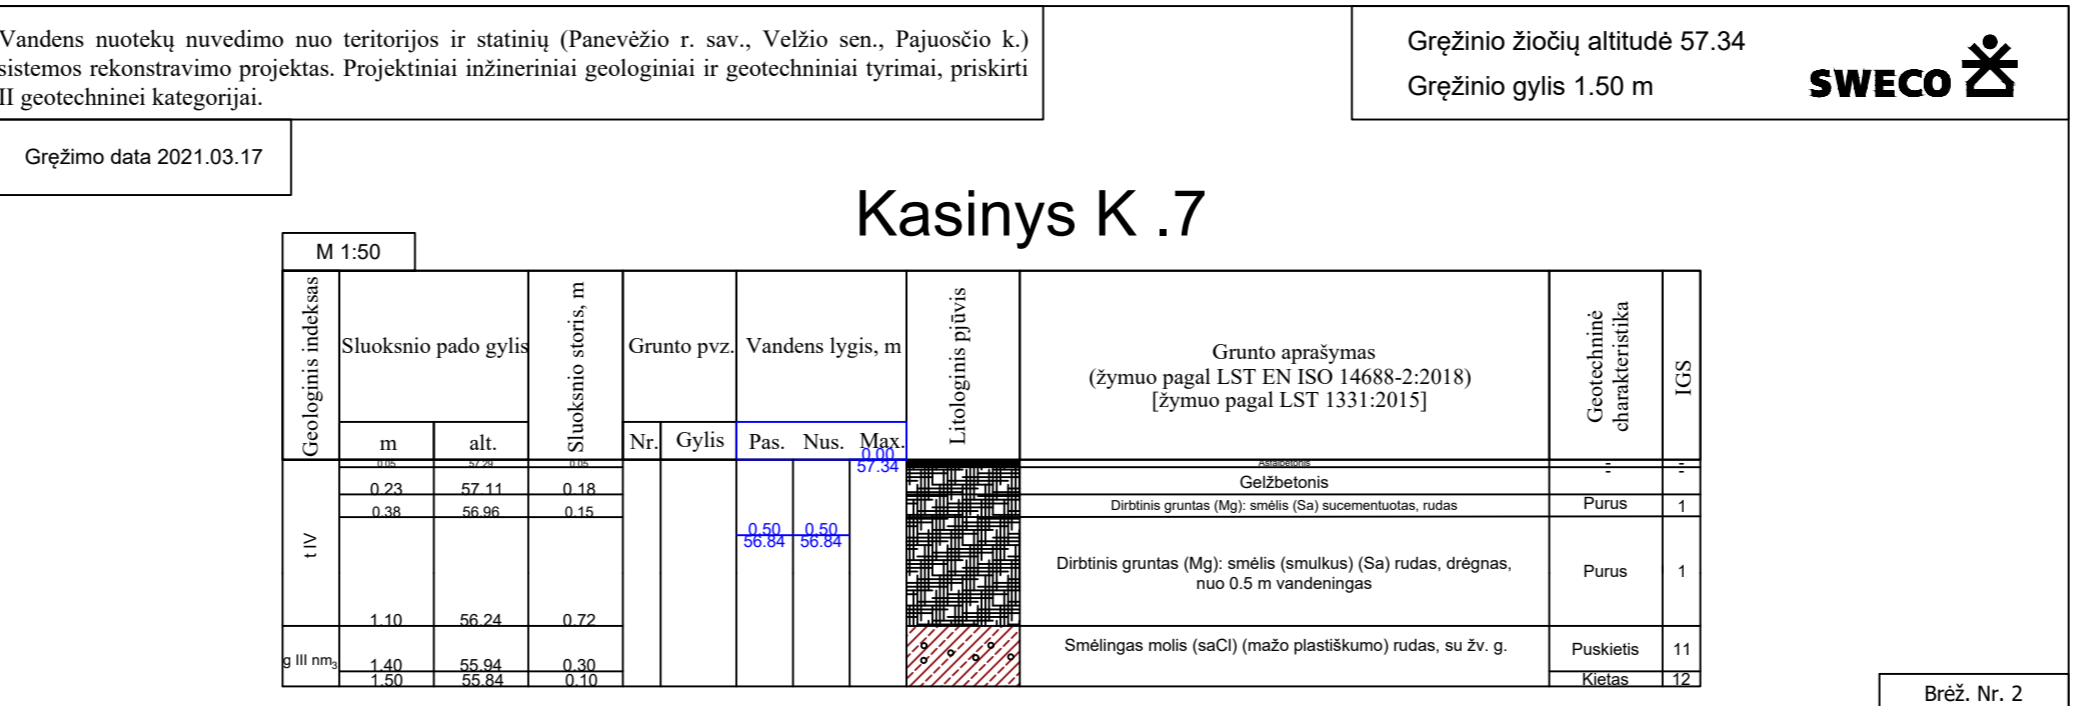 Vandens nuotekų nuvedimo nuo teritorijos ir statinių (Panevėžio r. sav., Velžio sen., Pajuosčio k.)
sistemos rekonstravimo projektas. Projektiniai inžineriniai geologiniai ir geotechniniai tyrimai, priskirti
II geotechninei kategorijai.
Gręžinio žiočių altitudė 57.34
Gręžinio gylis 1.50 m
SWECO
Gręžimo data 2021.03.17
Kasinys K .7
M 1:50
Geologinis indeksas
Sluoksnio pado gylis
m alt.
Sluoksnio storis, m
Grunto pvz.
Nr. Gylis
Vandens lygis, m
Pas. Nus. Max.
Litologinis pjūvis
Grunto aprašymas
(žymuo pagal LST EN ISO 14688-2:2018)
[žymuo pagal LST 1331:2015]
Geotechninė
charakteristika
IGS
0.00
57.34
0.05 57.29 0.05 Asfaltbetonis - -
0.23 57.11 0.18 Gelžbetonis - -
0.38 56.96 0.15 Dirbtinis gruntas (Mg): smėlis (Sa) sucementuotas, rudas Purus 1
t IV
0.50 0.50
56.84 56.84
Dirbtinis gruntas (Mg): smėlis (smulkus) (Sa) rudas, drėgnas,
nuo 0.5 m vandeningas
Purus 1
1.10 56.24 0.72
g III nm3
Smėlingas molis (saCl) (mažo plastiškumo) rudas, su žv. g.
Puskietis 11
1.40 55.94 0.30
1.50 55.84 0.10 Kietas 12
Brėž. Nr. 2